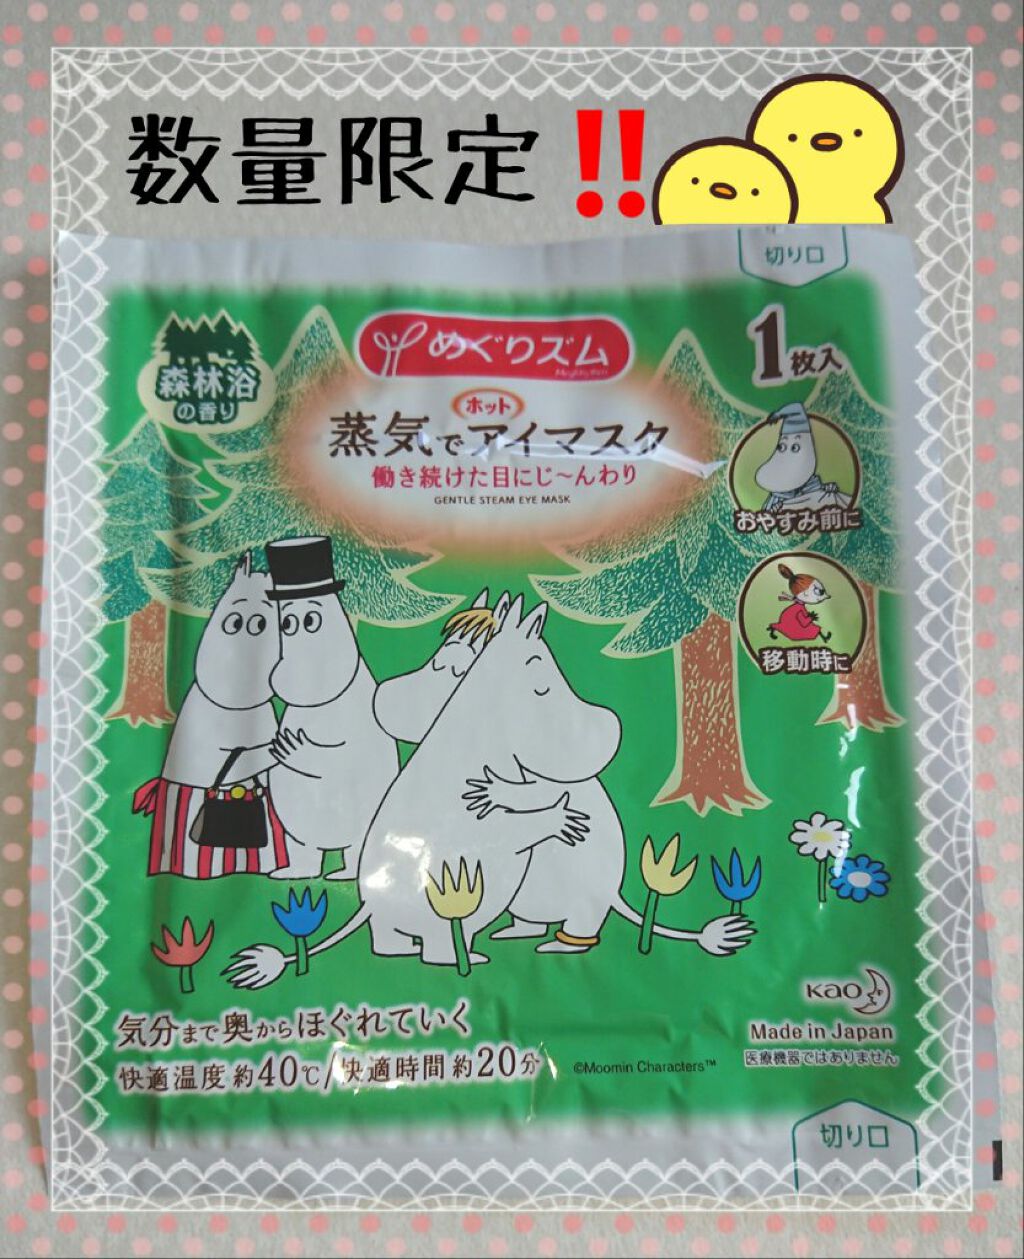 数量限定‼
切り口
森林浴
の香り
めぐりズム
MegRhythm
1枚入
ホット
蒸気でアイマスク
働き続けた目にじ〜んわり
GENTLE STEAM EYE MASK
おやすみ前に
移動時に
気分まで奥からほぐれていく
快適温度 約40℃/快適時間 約20分
©Moomin Characters™
Kao
Made in Japan
医療機器ではありません
切り口